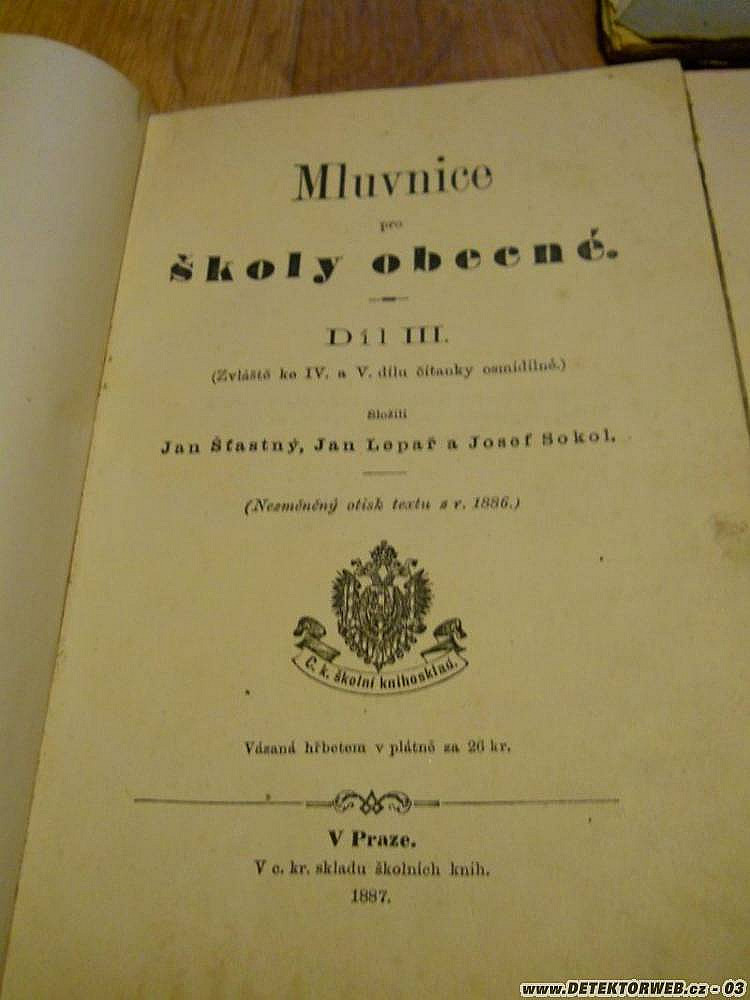 Mluvnice
pro
školy obecné.
Díl III.
(Zvláště ke IV. a V. dílu čítanky osmidílné.)
Složili
Jan Šťastný, Jan Lepař a Josef Sokol.
(Nezměněný otisk textu z r. 1886.)
C. k. školní knihosklad.
Vázaná hřbetem v plátně za 26 kr.
V Praze.
V c. kr. skladu školních knih.
1887.
www.DETEKTORWEB.cz - 03